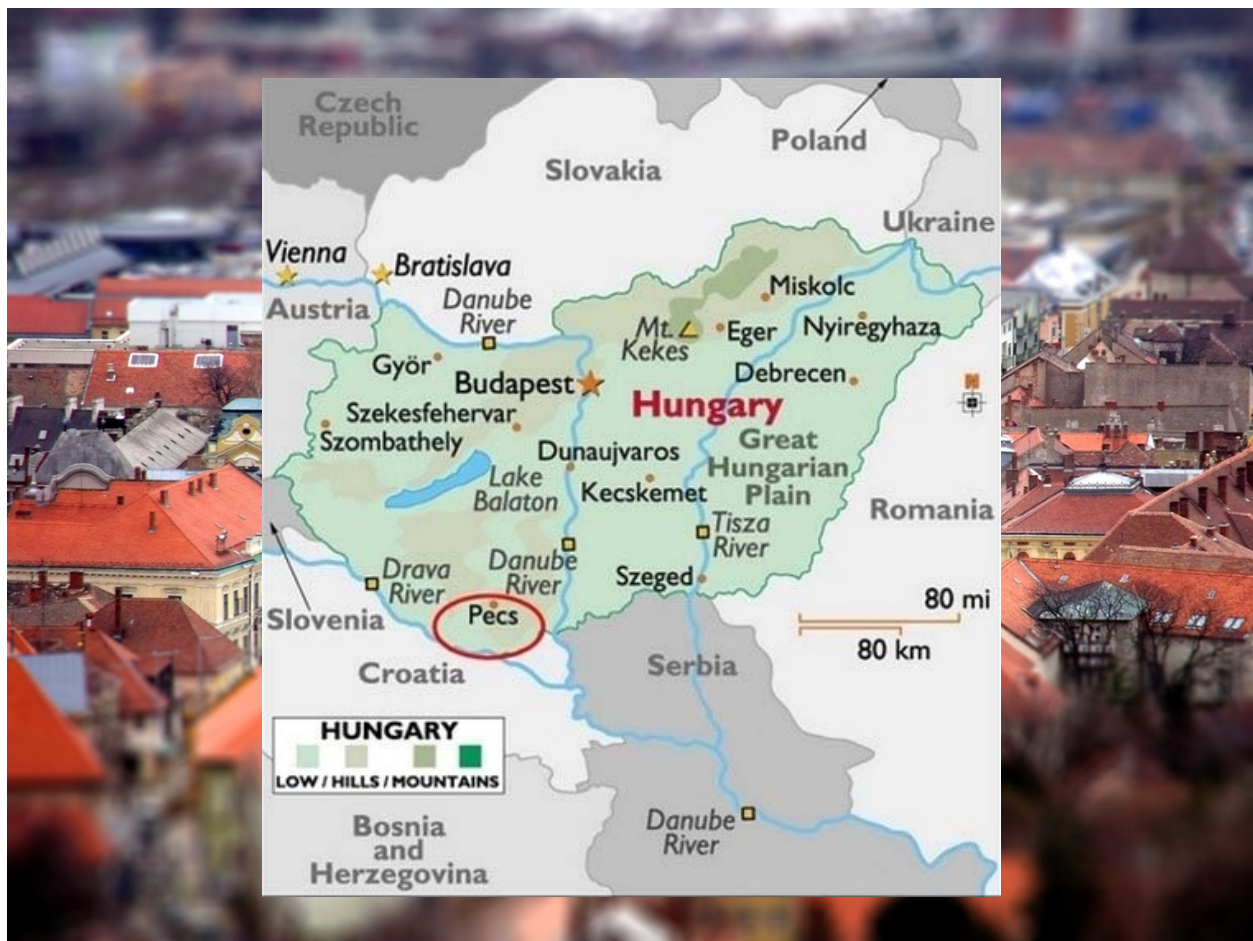 Czech
Republic
Poland
Slovakia
Ukraine
Vienna
Bratislava
Austria
Danube
River
Miskolc
Mt.
Kekes
Eger
Nyiregyhaza
Györ
Budapest
Debrecen
Hungary
Szekesfehervar
Szombathely
Great
Hungarian
Plain
Dunaujvaros
Lake
Balaton
Kecskemet
Romania
Tisza
River
Danube
River
Drava
River
Szeged
Pecs
Slovenia
80 mi
80 km
Croatia
Serbia
HUNGARY
LOW / HILLS / MOUNTAINS
Danube
River
Bosnia
and
Herzegovina
N